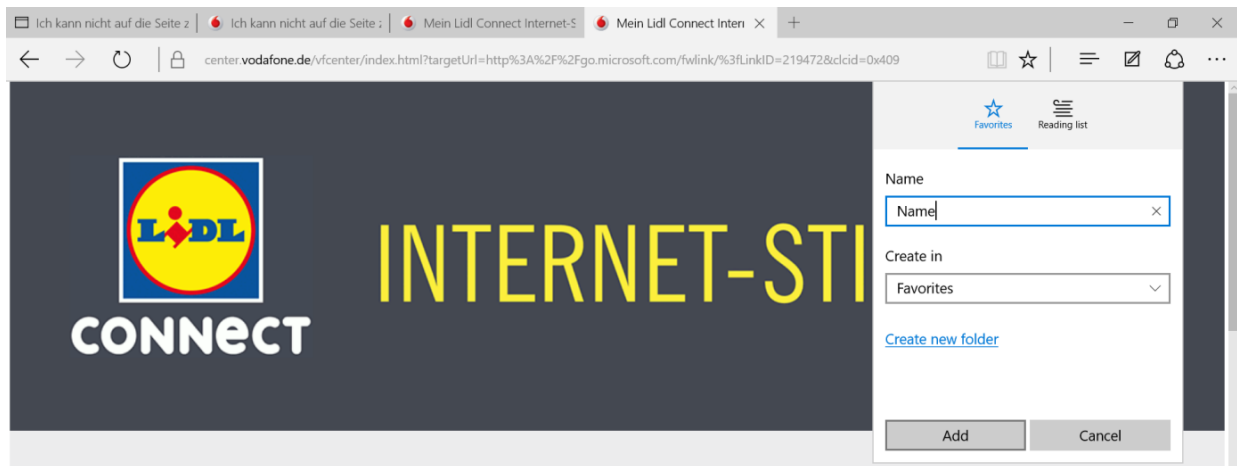 Ich kann nicht auf die Seite z
Ich kann nicht auf die Seite z
Mein Lidl Connect Internet-S
Mein Lidl Connect Inter
center.vodafone.de/vfcenter/index.html?targetUrl=http%3A%2F%2Fgo.microsoft.com/fwlink/%3fLinkID=219472&clcid=0x409
Favorites
Reading list
Name
Name
Create in
Favorites
Create new folder
Add
Cancel
LIDL
CONNECT
INTERNET-STI